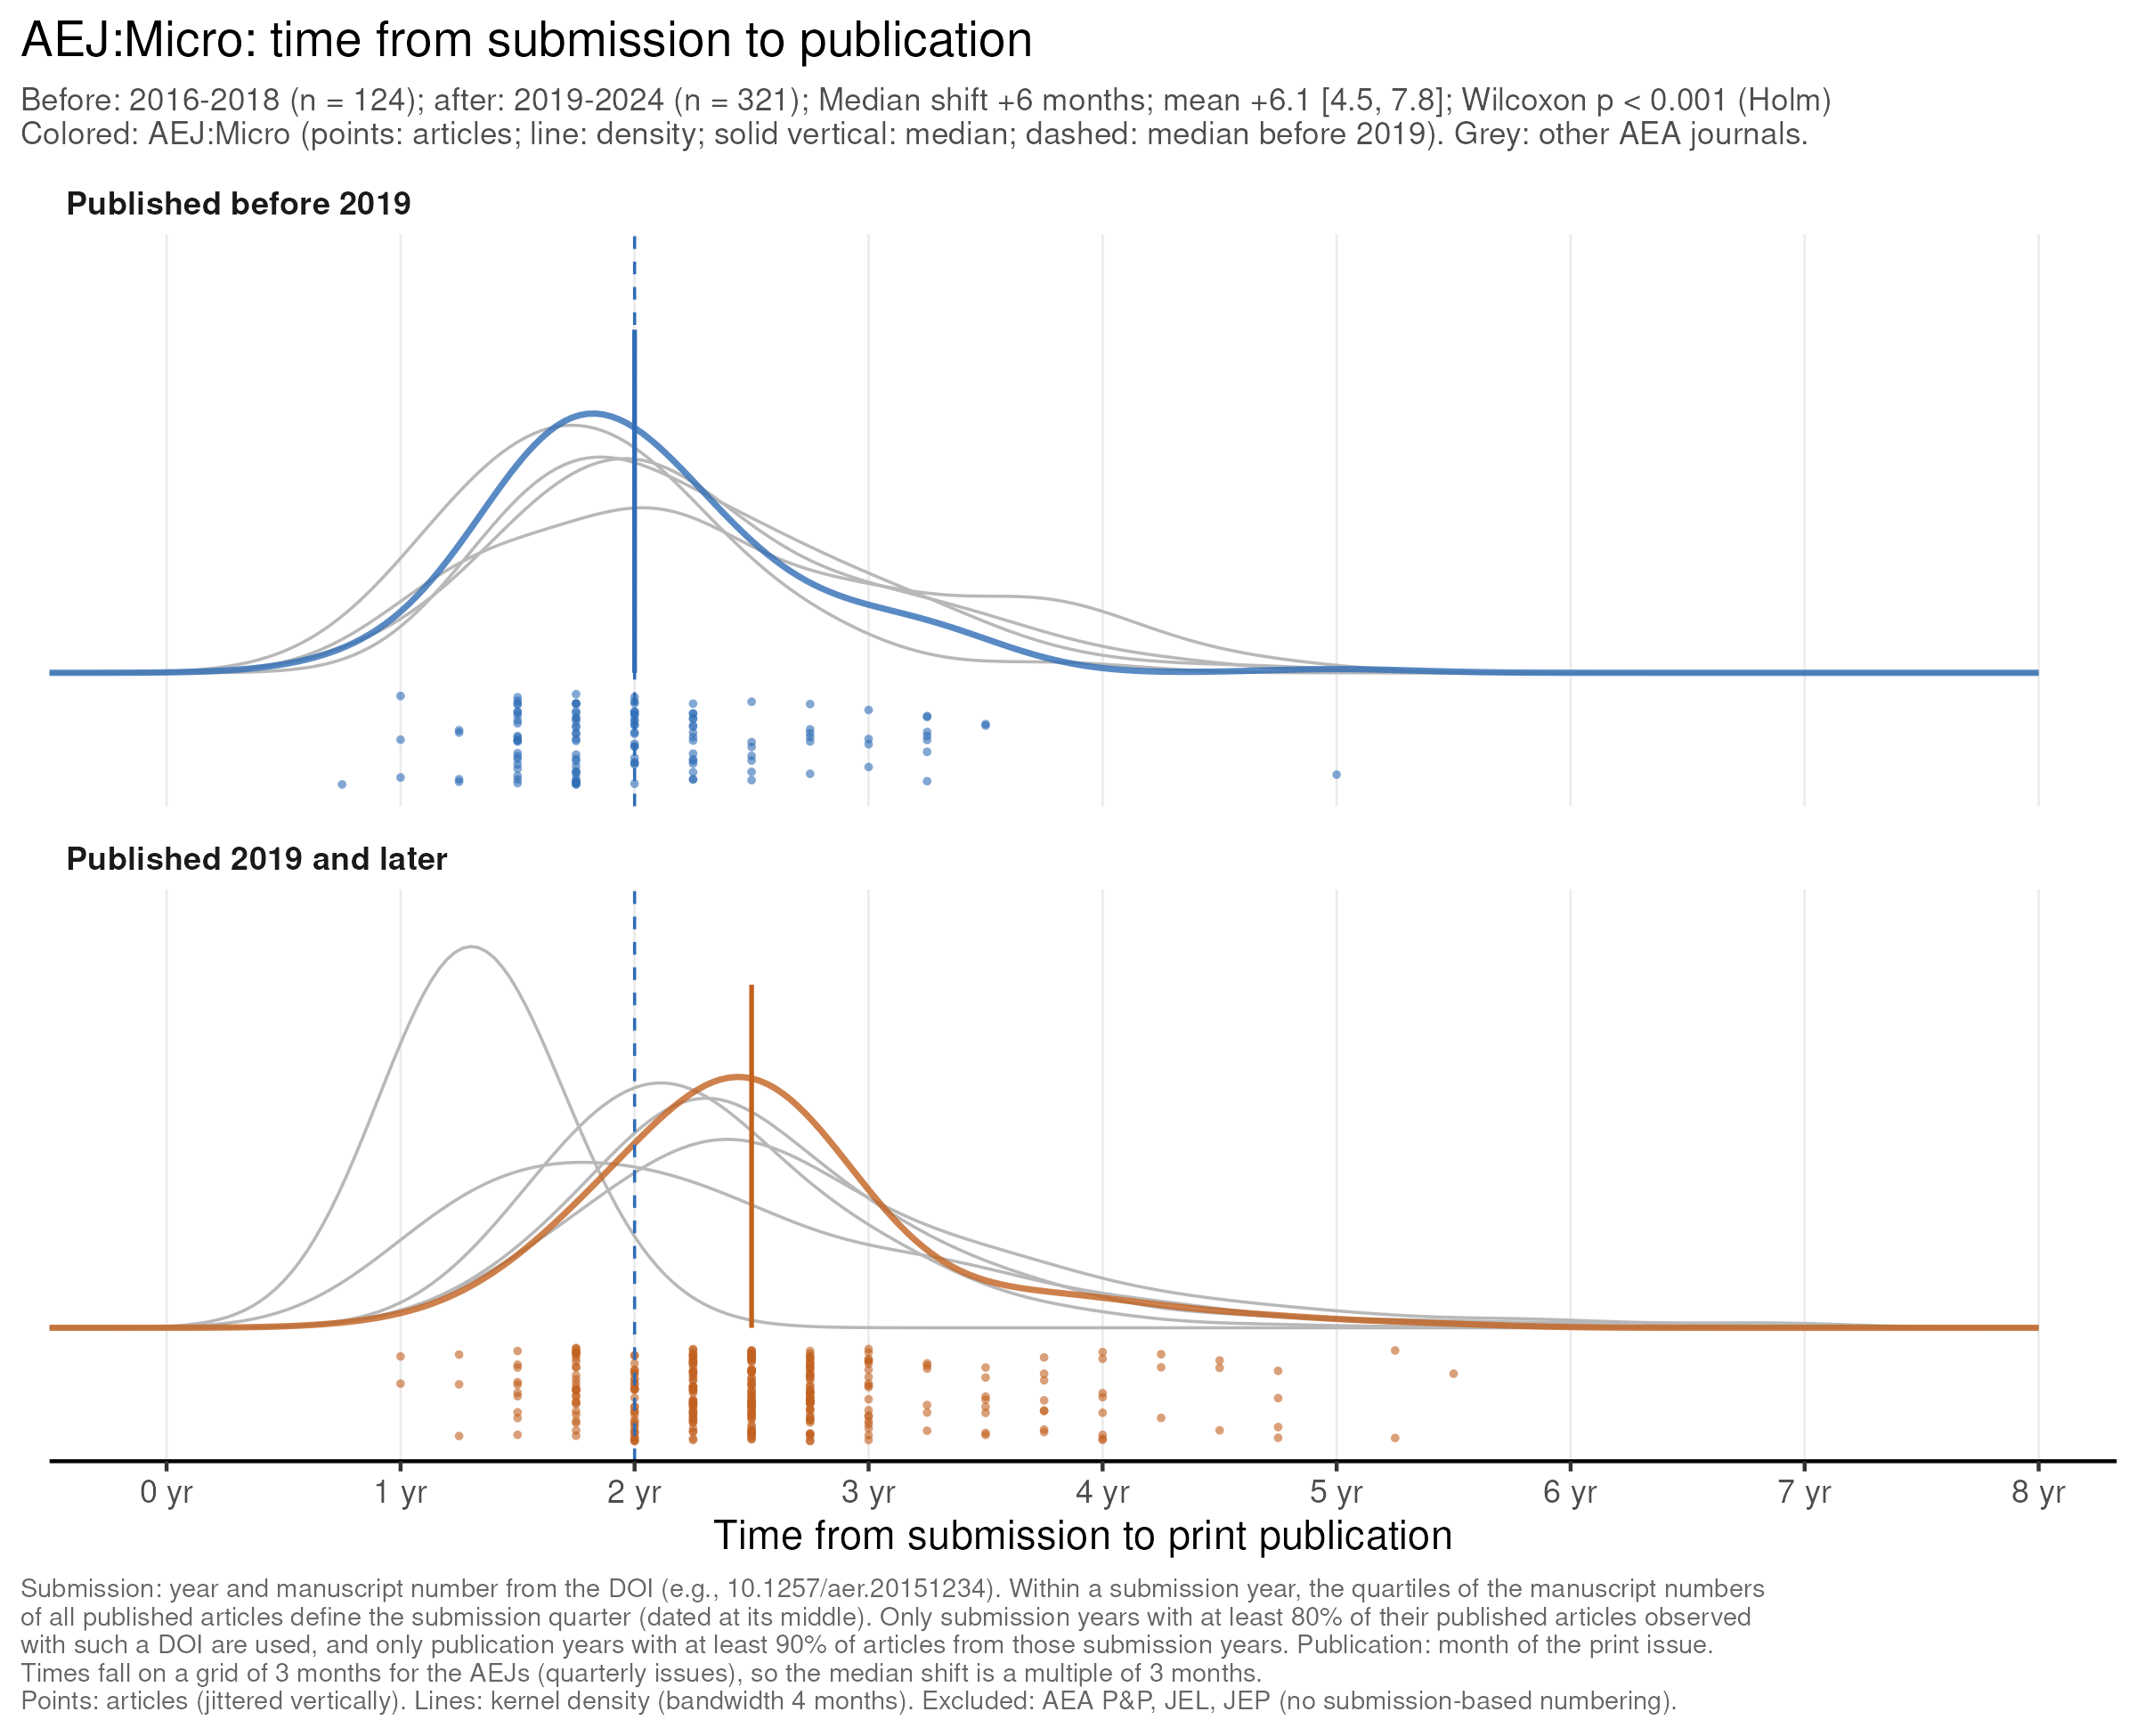 AEJ:Micro: time from submission to publication
Before: 2016-2018 (n = 124); after: 2019-2024 (n = 321); Median shift +6 months; mean +6.1 [4.5, 7.8]; Wilcoxon p < 0.001 (Holm)
Colored: AEJ:Micro (points: articles; line: density; solid vertical: median; dashed: median before 2019). Grey: other AEA journals.
Published before 2019
Published 2019 and later
0 yr 1 yr 2 yr 3 yr 4 yr 5 yr 6 yr 7 yr 8 yr
Time from submission to print publication
Submission: year and manuscript number from the DOI (e.g., 10.1257/aer.20151234). Within a submission year, the quartiles of the manuscript numbers
of all published articles define the submission quarter (dated at its middle). Only submission years with at least 80% of their published articles observed
with such a DOI are used, and only publication years with at least 90% of articles from those submission years. Publication: month of the print issue.
Times fall on a grid of 3 months for the AEJs (quarterly issues), so the median shift is a multiple of 3 months.
Points: articles (jittered vertically). Lines: kernel density (bandwidth 4 months). Excluded: AEA P&P, JEL, JEP (no submission-based numbering).